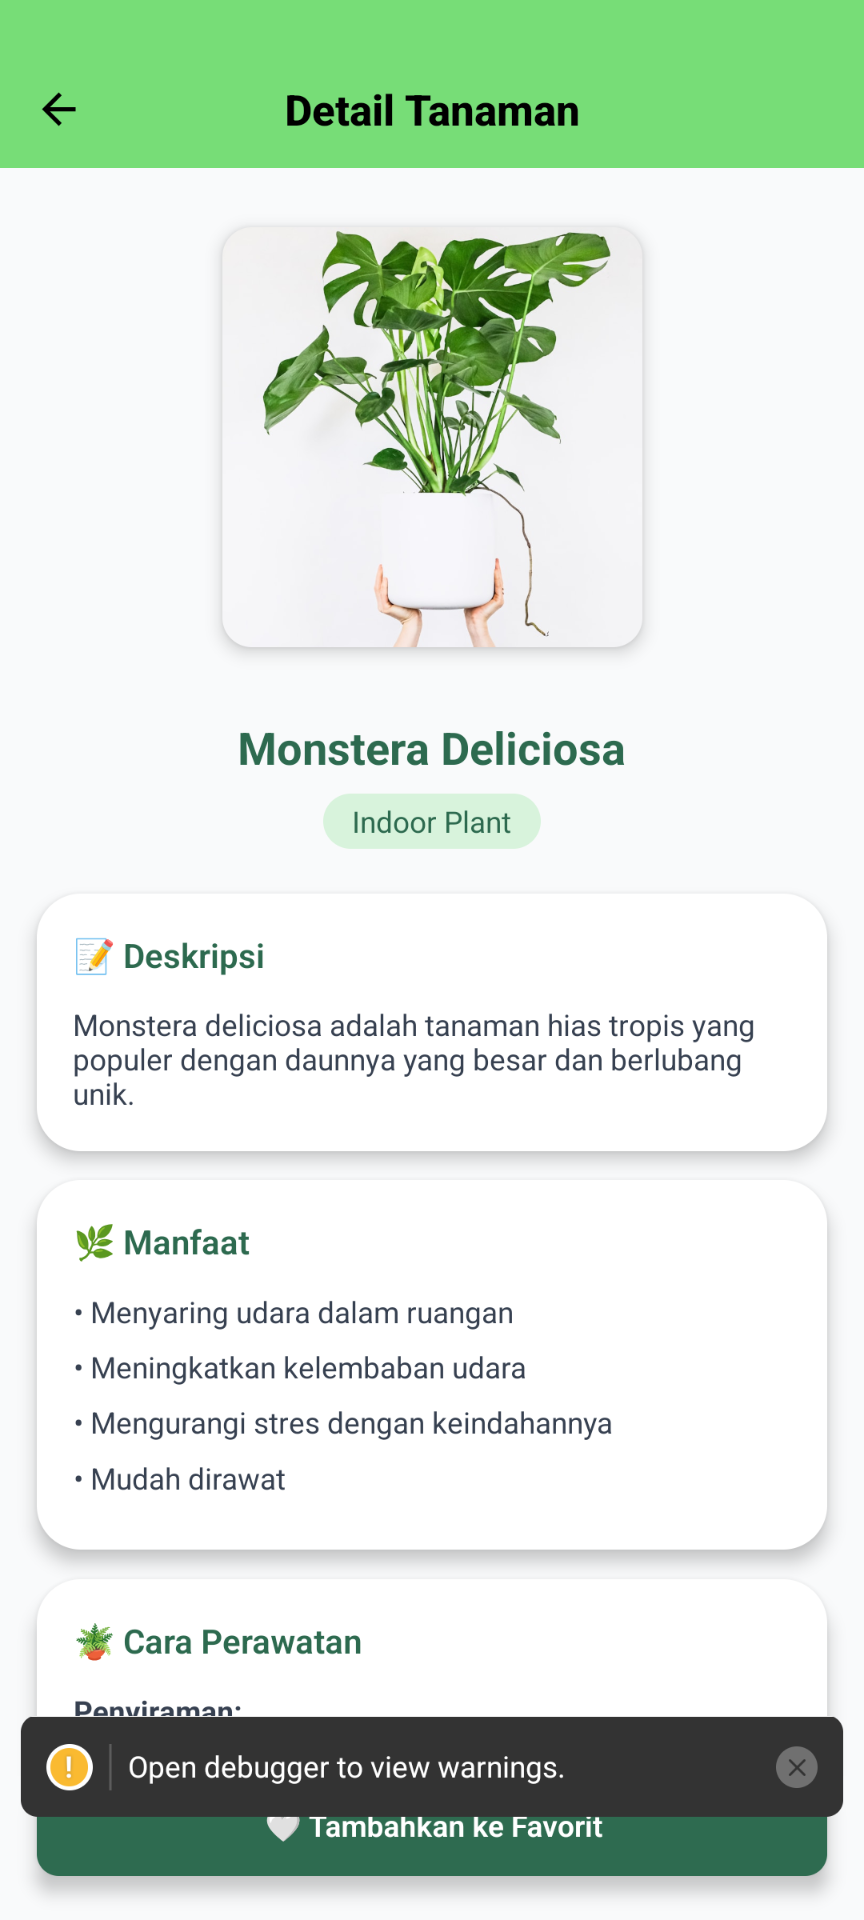 Detail Tanaman
Monstera Deliciosa
Indoor Plant
📝 Deskripsi
Monstera deliciosa adalah tanaman hias tropis yang
populer dengan daunnya yang besar dan berlubang
unik.
🌿 Manfaat
• Menyaring udara dalam ruangan
• Meningkatkan kelembaban udara
• Mengurangi stres dengan keindahannya
• Mudah dirawat
🪴 Cara Perawatan
Penyiraman:
Open debugger to view warnings.
🤍 Tambahkan ke Favorit